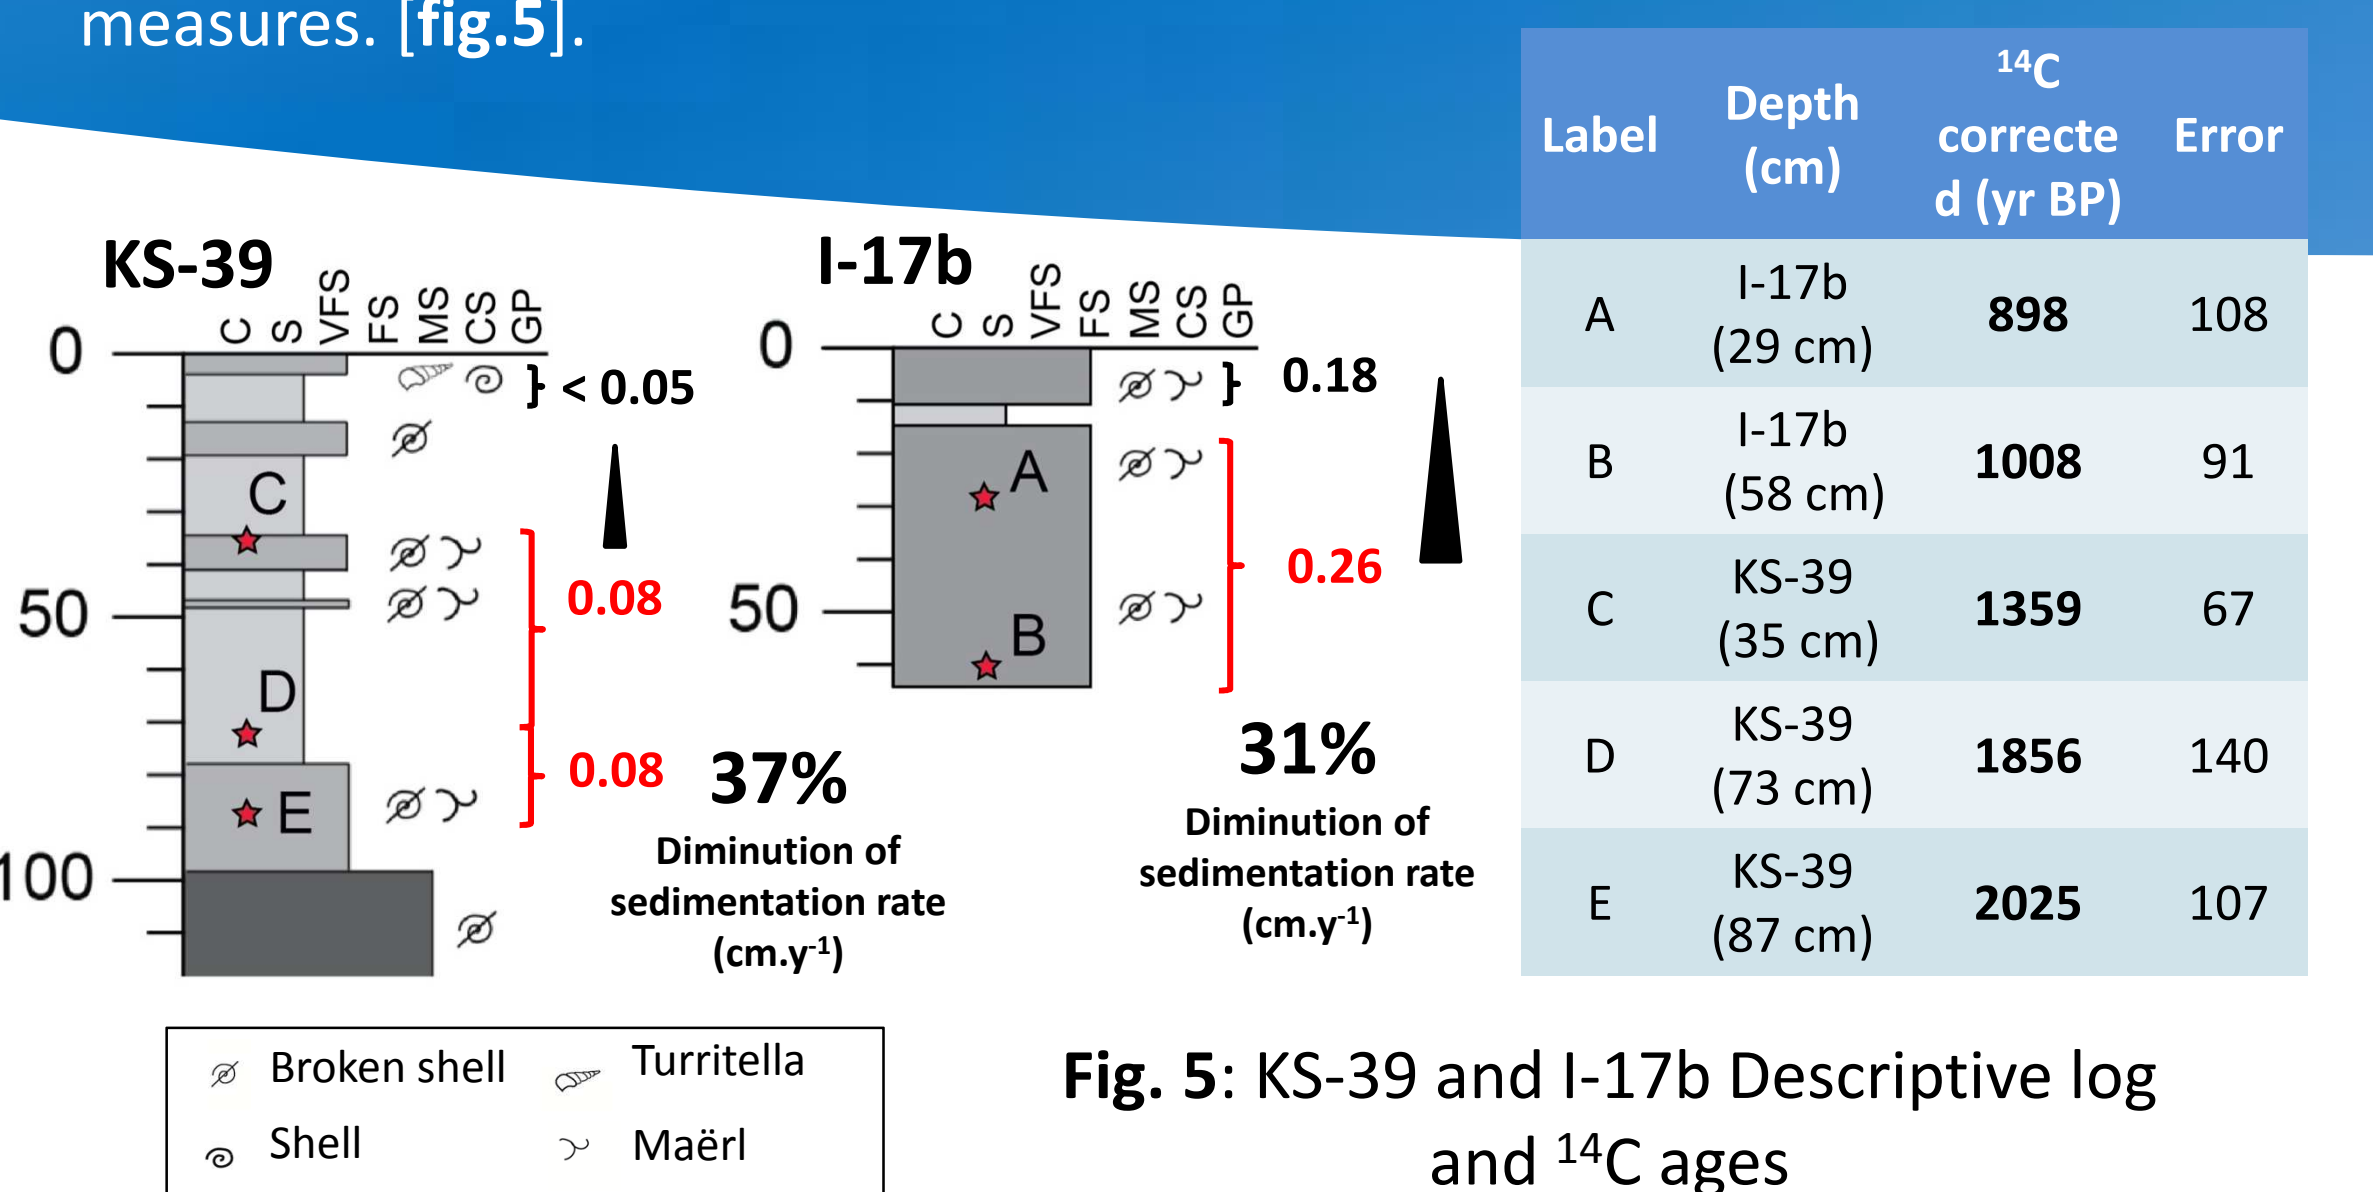 measures. [fig.5].
KS-39
C S VFS FS MS CS GP
0
50
100
C
D
E
} < 0.05
0.08
0.08
37%
Diminution of
sedimentation rate
(cm.y-1)
I-17b
C S VFS FS MS CS GP
0
50
A
B
} 0.18
0.26
31%
Diminution of
sedimentation rate
(cm.y-1)
Label Depth (cm) 14C correcte d (yr BP) Error
A I-17b (29 cm) 898 108
B I-17b (58 cm) 1008 91
C KS-39 (35 cm) 1359 67
D KS-39 (73 cm) 1856 140
E KS-39 (87 cm) 2025 107
Broken shell Turritella
Shell Maërl
Fig. 5: KS-39 and I-17b Descriptive log
and 14C ages